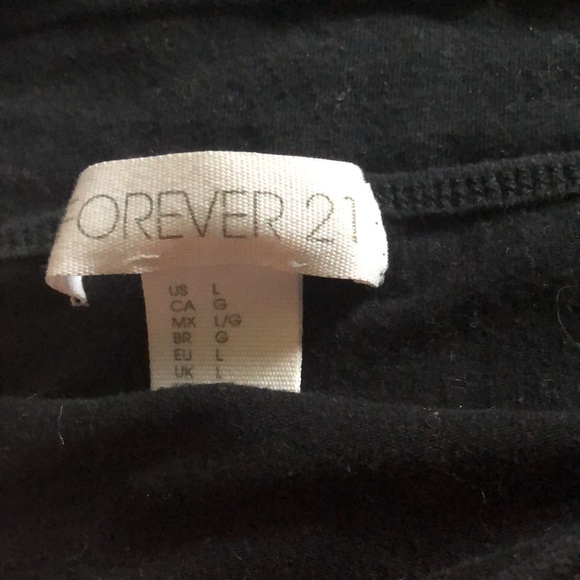 FOREVER 21
US L
CA G
MX L/G
BR G
EU L
UK L